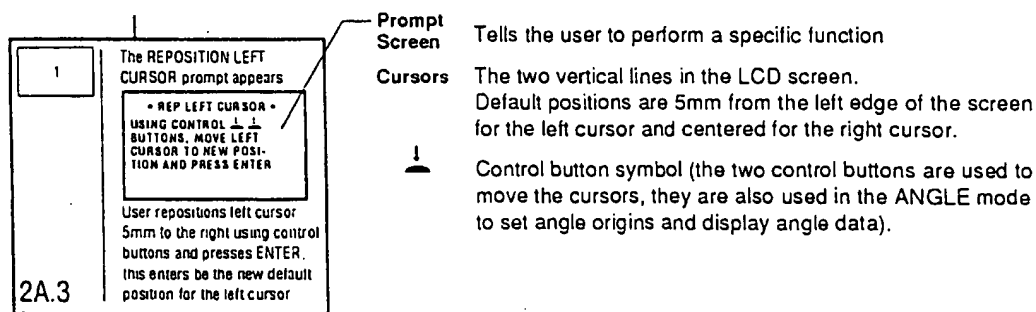 1
The REPOSITION LEFT
CURSOR prompt appears
• REP LEFT CURSOR •
USING CONTROL
BUTTONS, MOVE LEFT
CURSOR TO NEW POSI-
TION AND PRESS ENTER
User repositions left cursor
5mm to the right using control
buttons and presses ENTER,
this enters be the new default
position for the left cursor
2A.3
Prompt
Screen
Tells the user to perform a specific function
Cursors
The two vertical lines in the LCD screen.
Default positions are 5mm from the left edge of the screen
for the left cursor and centered for the right cursor.
Control button symbol (the two control buttons are used to
move the cursors, they are also used in the ANGLE mode
to set angle origins and display angle data).